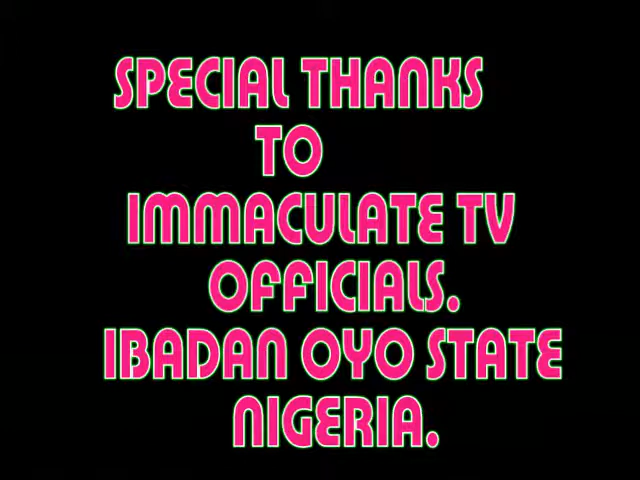 SPECIAL THANKS
TO
IMMACULATE TV
OFFICIALS.
IBADAN OYO STATE
NIGERIA.